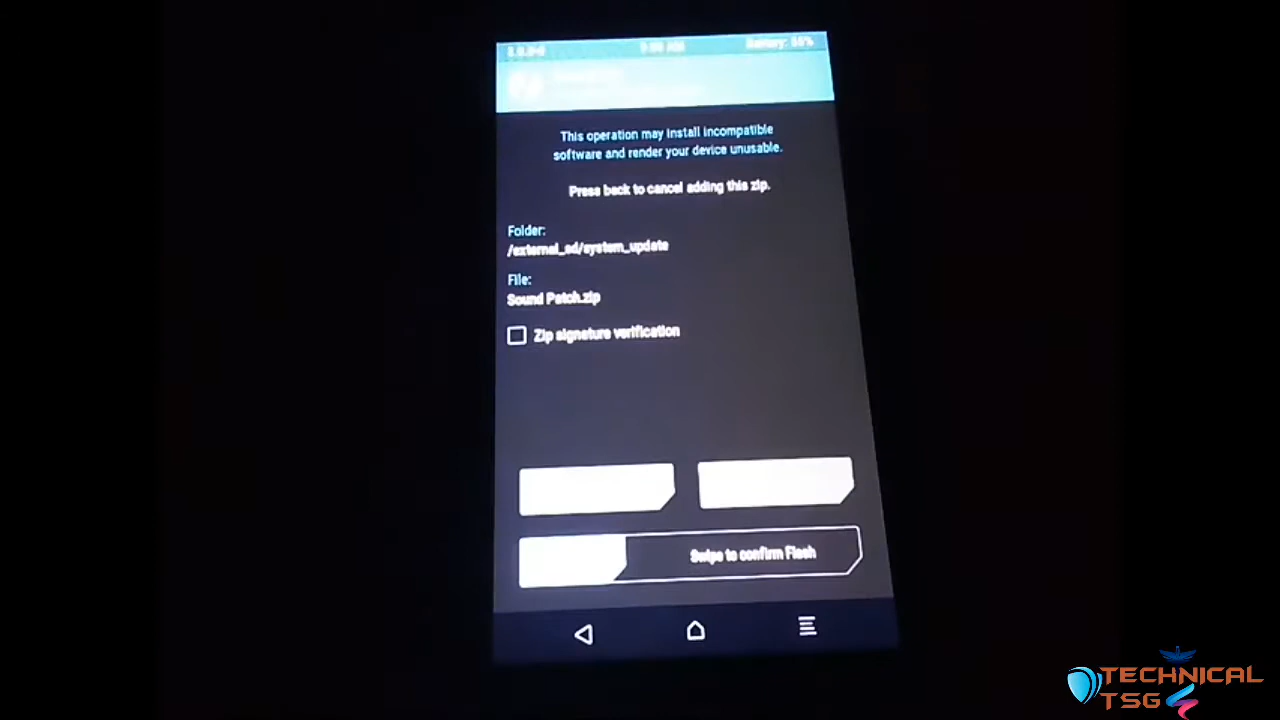 This operation may install incompatible
software and render your device unusable.
Press back to cancel adding this zip.
Folder:
/external_sd/system_update
File:
Sound Patch.zip
Zip signature verification
Swipe to confirm Flash
TECHNICAL
TSG